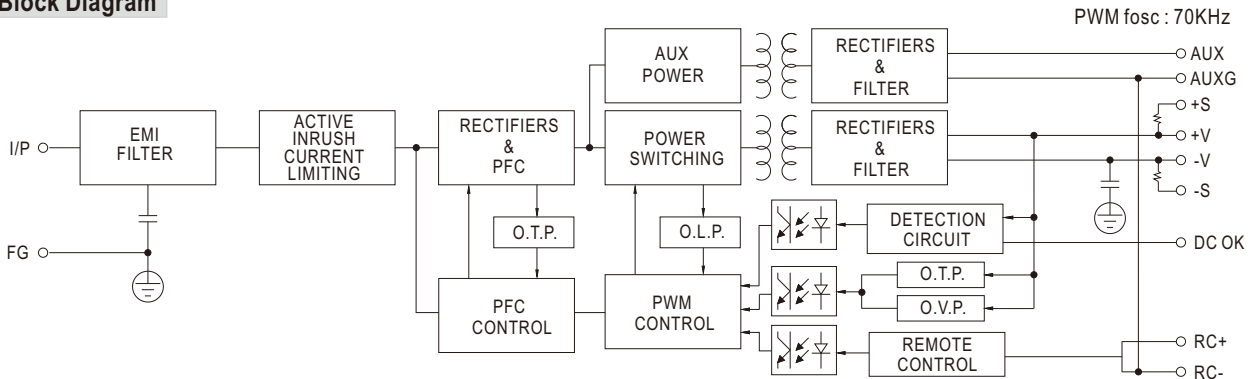 Block Diagram
PWM fosc : 70KHz
I/P
FG
EMI
FILTER
ACTIVE
INRUSH
CURRENT
LIMITING
RECTIFIERS
&
PFC
O.T.P.
PFC
CONTROL
AUX
POWER
POWER
SWITCHING
O.L.P.
PWM
CONTROL
RECTIFIERS
&
FILTER
RECTIFIERS
&
FILTER
DETECTION
CIRCUIT
O.T.P.
O.V.P.
REMOTE
CONTROL
AUX
AUXG
+S
+V
-V
-S
DC OK
RC+
RC-